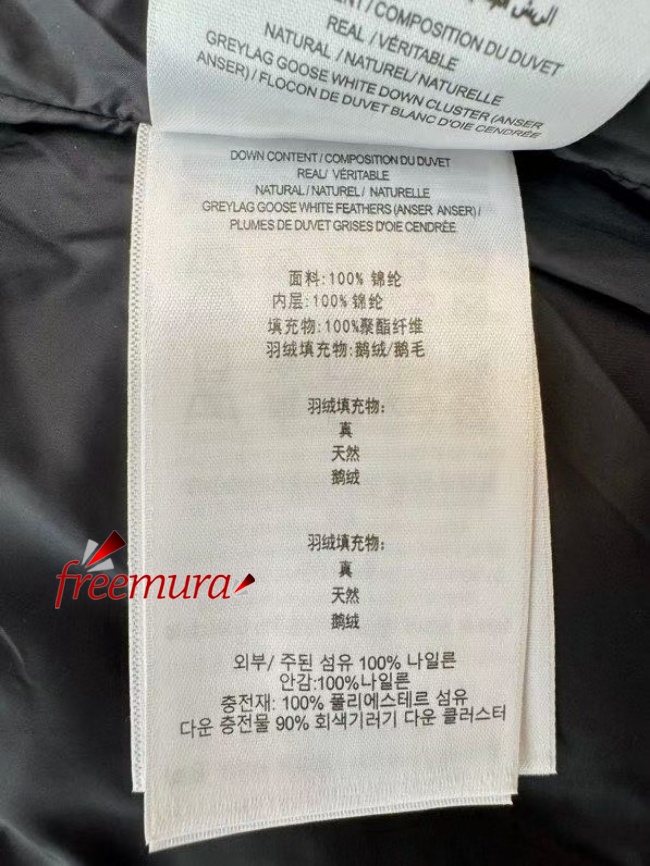 الريش
ENT / COMPOSITION DU DUVET
REAL / VÉRITABLE
NATURAL / NATUREL/ NATURELLE
GREYLAG GOOSE WHITE DOWN CLUSTER (ANSER
ANSER) / FLOCON DE DUVET BLANC D'OIE CENDRÉE
DOWN CONTENT / COMPOSITION DU DUVET
REAL/ VÉRITABLE
NATURAL / NATUREL / NATURELLE
GREYLAG GOOSE WHITE FEATHERS (ANSER ANSER) /
PLUMES DE DUVET GRISES D'OIE CENDRÉE
面料:100% 锦纶
内层:100% 锦纶
填充物:100%聚酯纤维
羽绒填充物:鹅绒/鹅毛
羽绒填充物:
真
天然
鹅绒
羽绒填充物:
真
天然
鹅绒
freemura
외부/ 주된 섬유 100% 나일론
안감:100%나일론
충전재: 100% 폴리에스테르 섬유
다운 충전물 90% 회색기러기 다운 클러스터